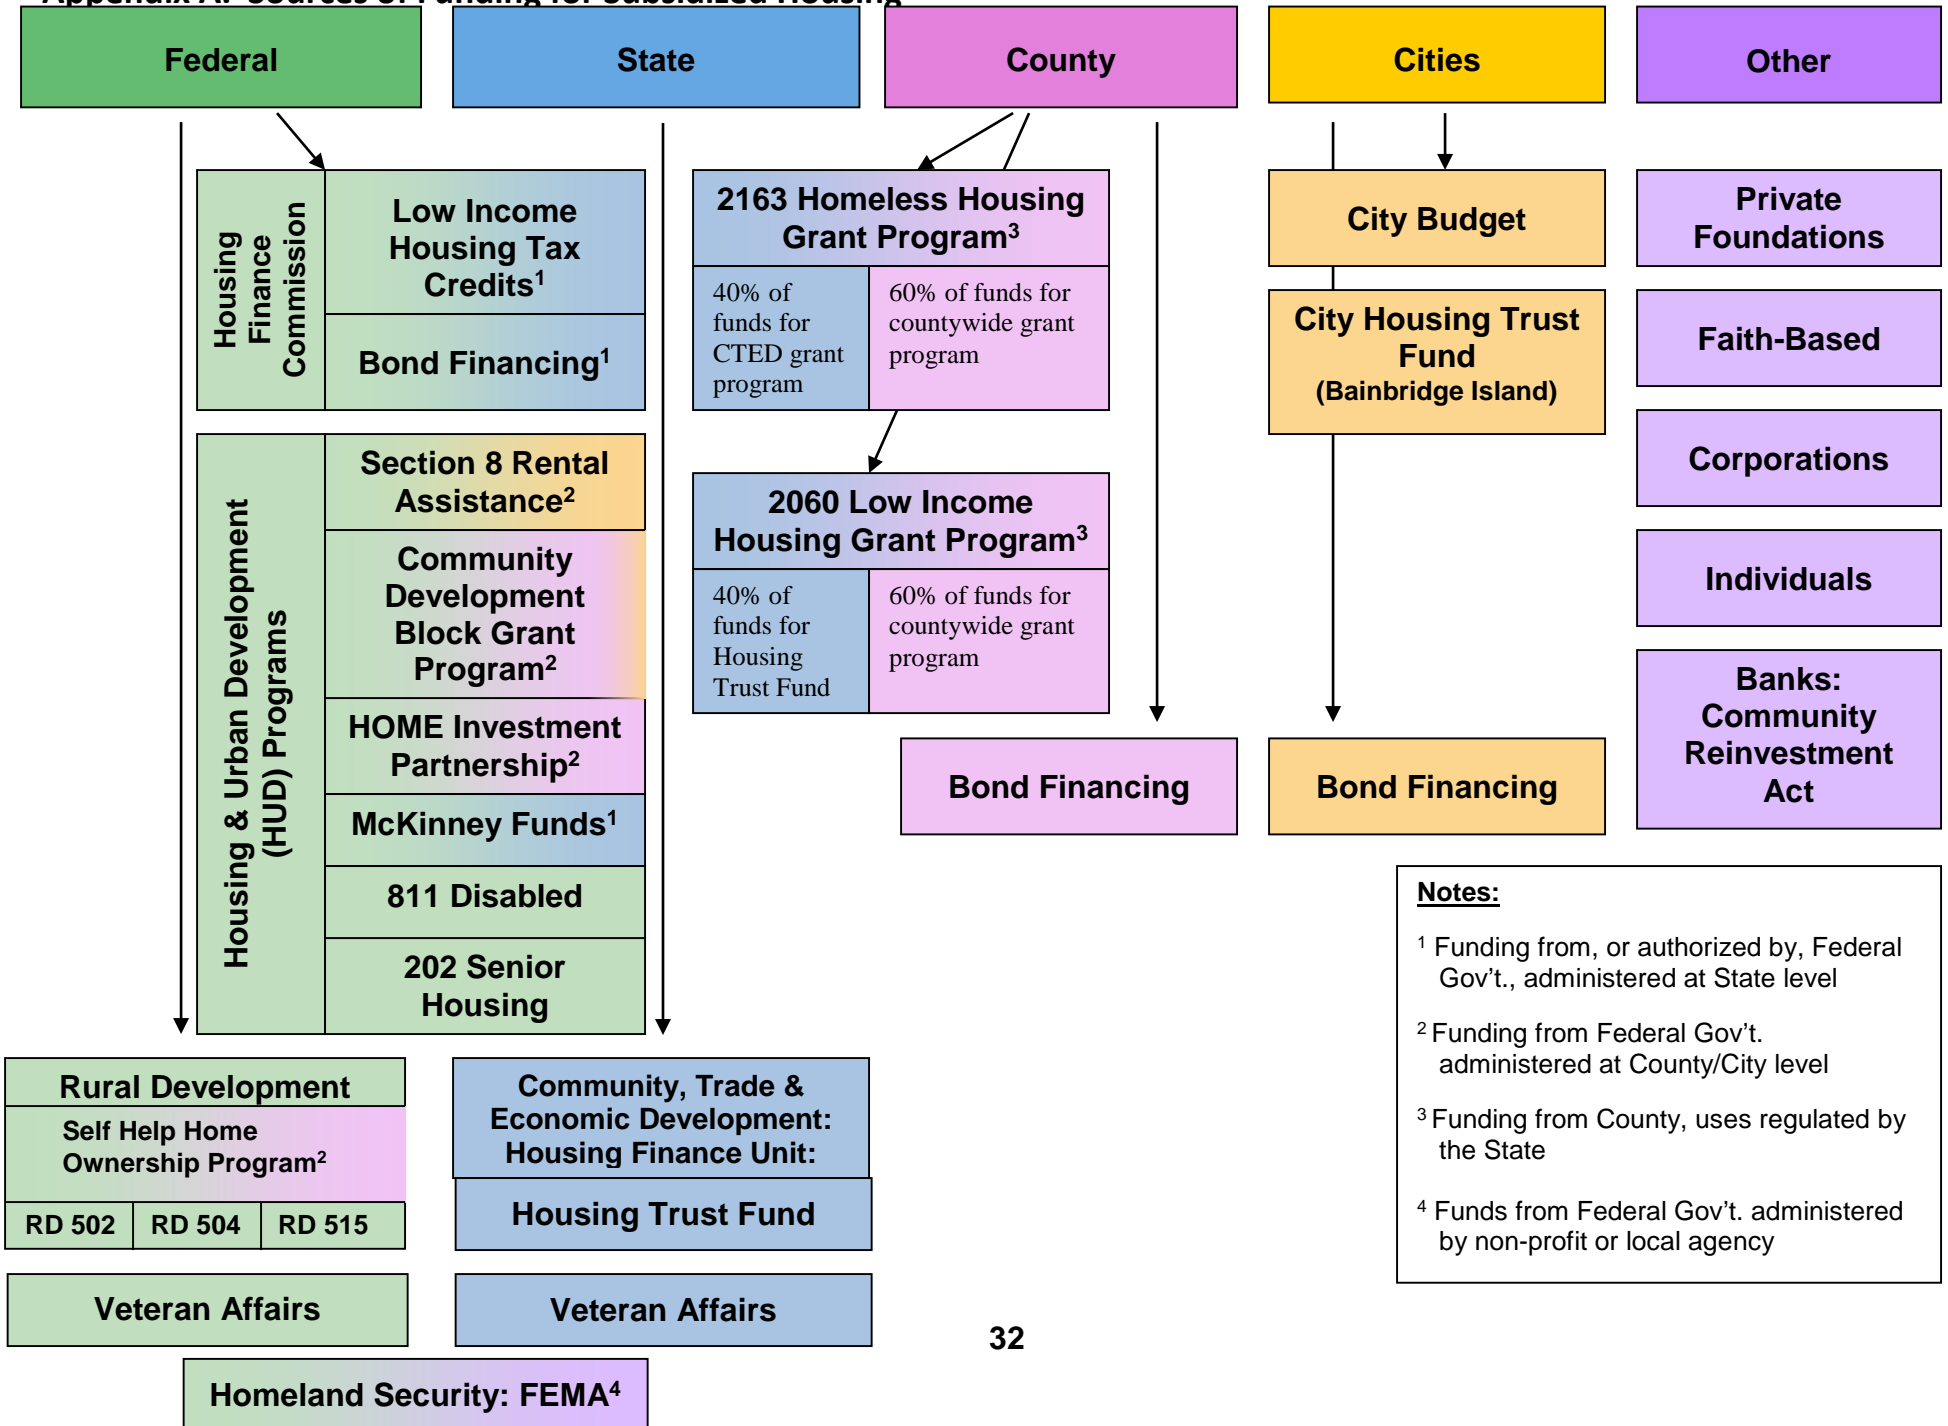 Appendix A: Sources of Funding for Subsidized Housing
Federal
State
County
Cities
Other
Housing
Finance
Commission
Low Income
Housing Tax
Credits¹
Bond Financing¹
2163 Homeless Housing
Grant Program³
40% of
funds for
CTED grant
program
60% of funds for
countywide grant
program
City Budget
City Housing Trust
Fund
(Bainbridge Island)
Private
Foundations
Faith-Based
Corporations
Individuals
Banks:
Community
Reinvestment
Act
Housing & Urban Development
(HUD) Programs
Section 8 Rental
Assistance²
Community
Development
Block Grant
Program²
HOME Investment
Partnership²
McKinney Funds¹
811 Disabled
202 Senior
Housing
2060 Low Income
Housing Grant Program³
40% of
funds for
Housing
Trust Fund
60% of funds for
countywide grant
program
Bond Financing
Bond Financing
Rural Development
Self Help Home
Ownership Program²
RD 502
RD 504
RD 515
Veteran Affairs
Community, Trade &
Economic Development:
Housing Finance Unit:
Housing Trust Fund
Veteran Affairs
Homeland Security: FEMA⁴
Notes:
¹ Funding from, or authorized by, Federal
Gov’t., administered at State level
² Funding from Federal Gov’t.
administered at County/City level
³ Funding from County, uses regulated by
the State
⁴ Funds from Federal Gov’t. administered
by non-profit or local agency
32